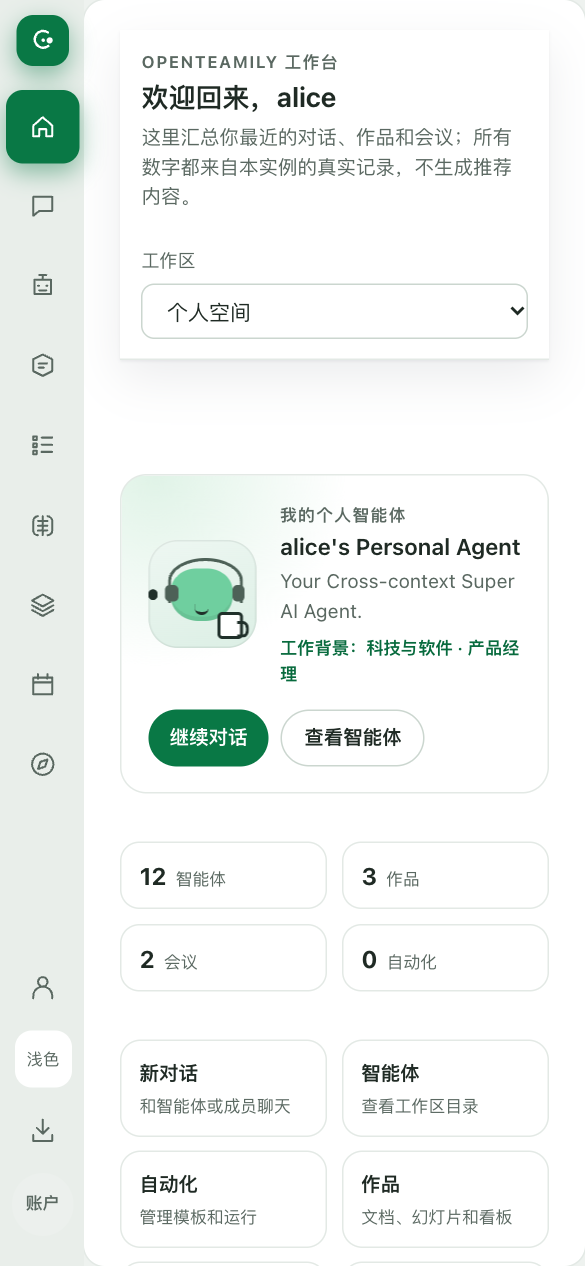 OPENTEAMILY 工作台
欢迎回来，alice
这里汇总你最近的对话、作品和会议；所有
数字都来自本实例的真实记录，不生成推荐
内容。
工作区
个人空间
我的个人智能体
alice's Personal Agent
Your Cross-context Super
AI Agent.
工作背景：科技与软件 · 产品经
理
继续对话
查看智能体
12 智能体
3 作品
2 会议
0 自动化
新对话
和智能体或成员聊天
智能体
查看工作区目录
自动化
管理模板和运行
作品
文档、幻灯片和看板
浅色
账户